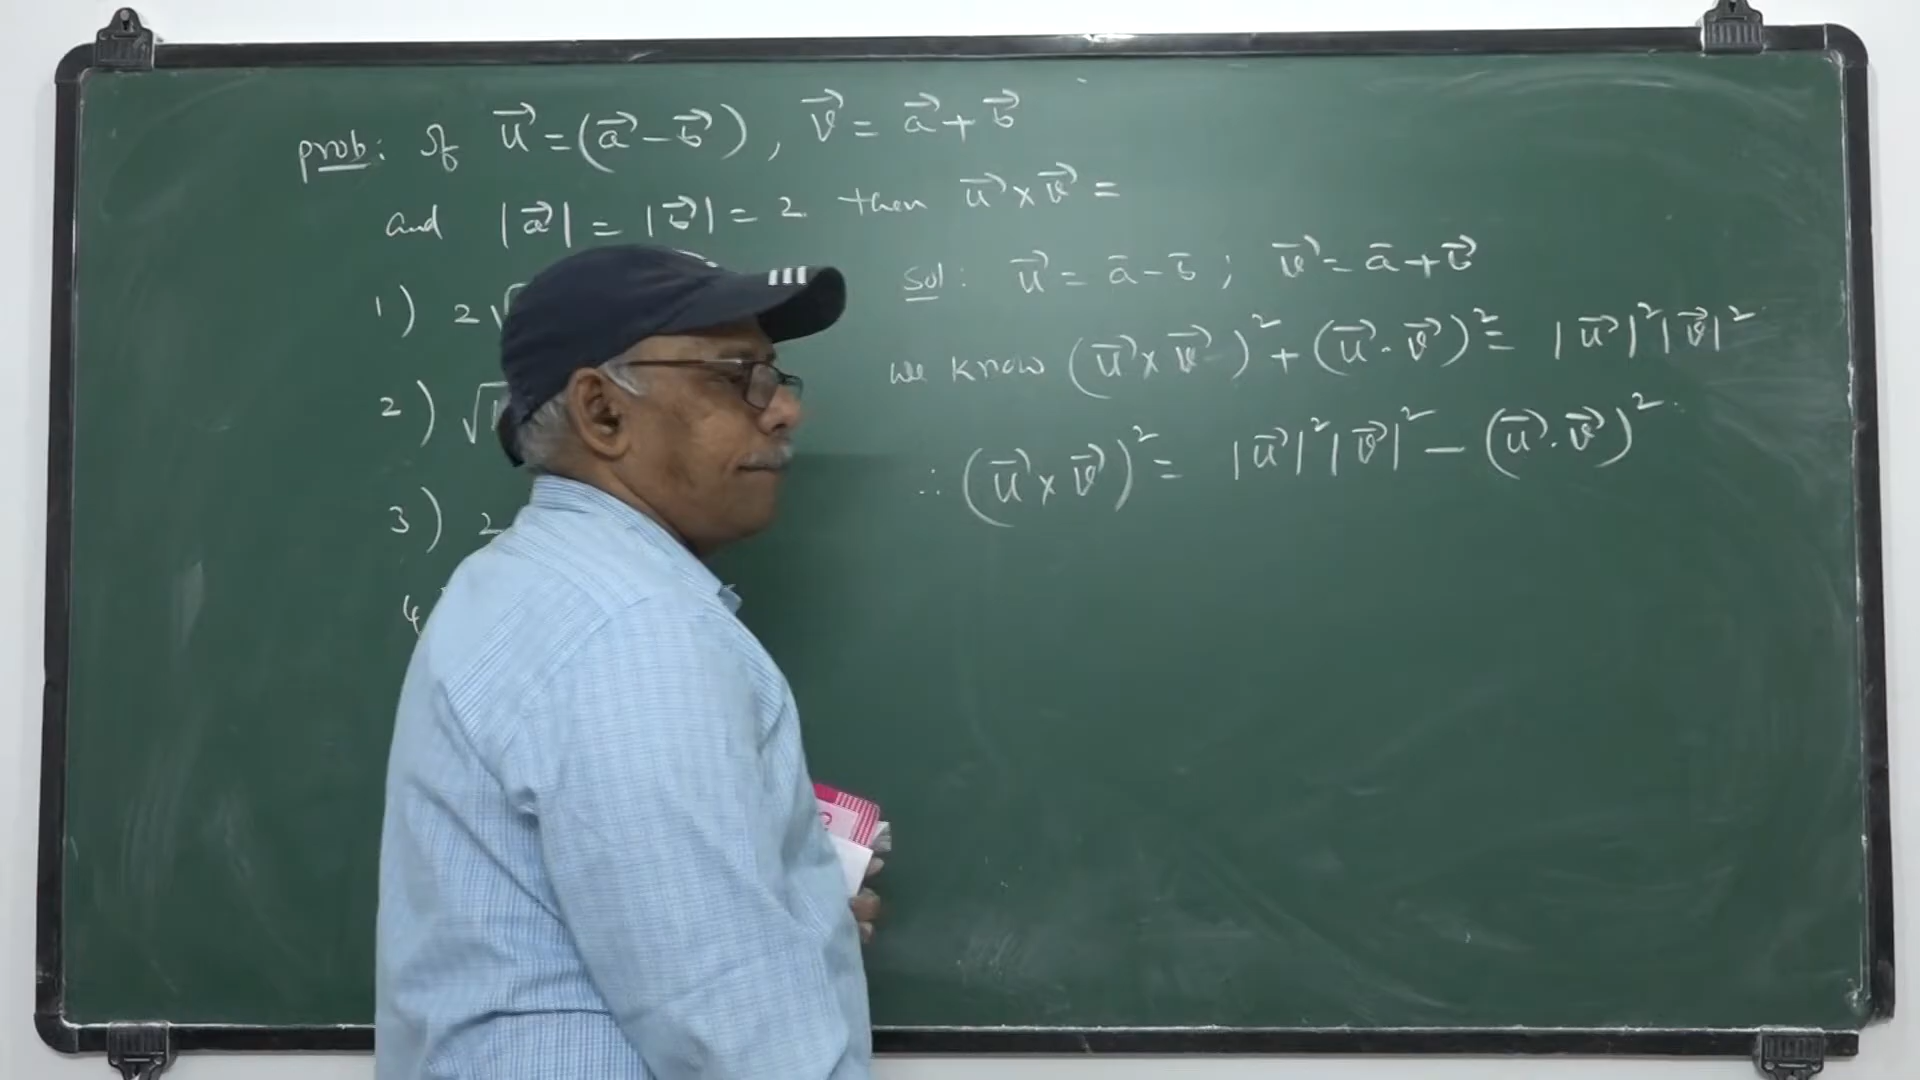 prob: If u⃗ = (a⃗ - b⃗), v⃗ = a⃗ + b⃗
and |a⃗| = |b⃗| = 2 then u⃗ × v⃗ =
1) 2√
2) √
3) 2
4
Sol: u⃗ = a̅ - b̅ ; v⃗ = a̅ + b̅
we know (u⃗ × v⃗)² + (u⃗ · v⃗)² = |u⃗|²|v⃗|²
∴ (u⃗ × v⃗)² = |u⃗|²|v⃗|² - (u⃗ · v⃗)²